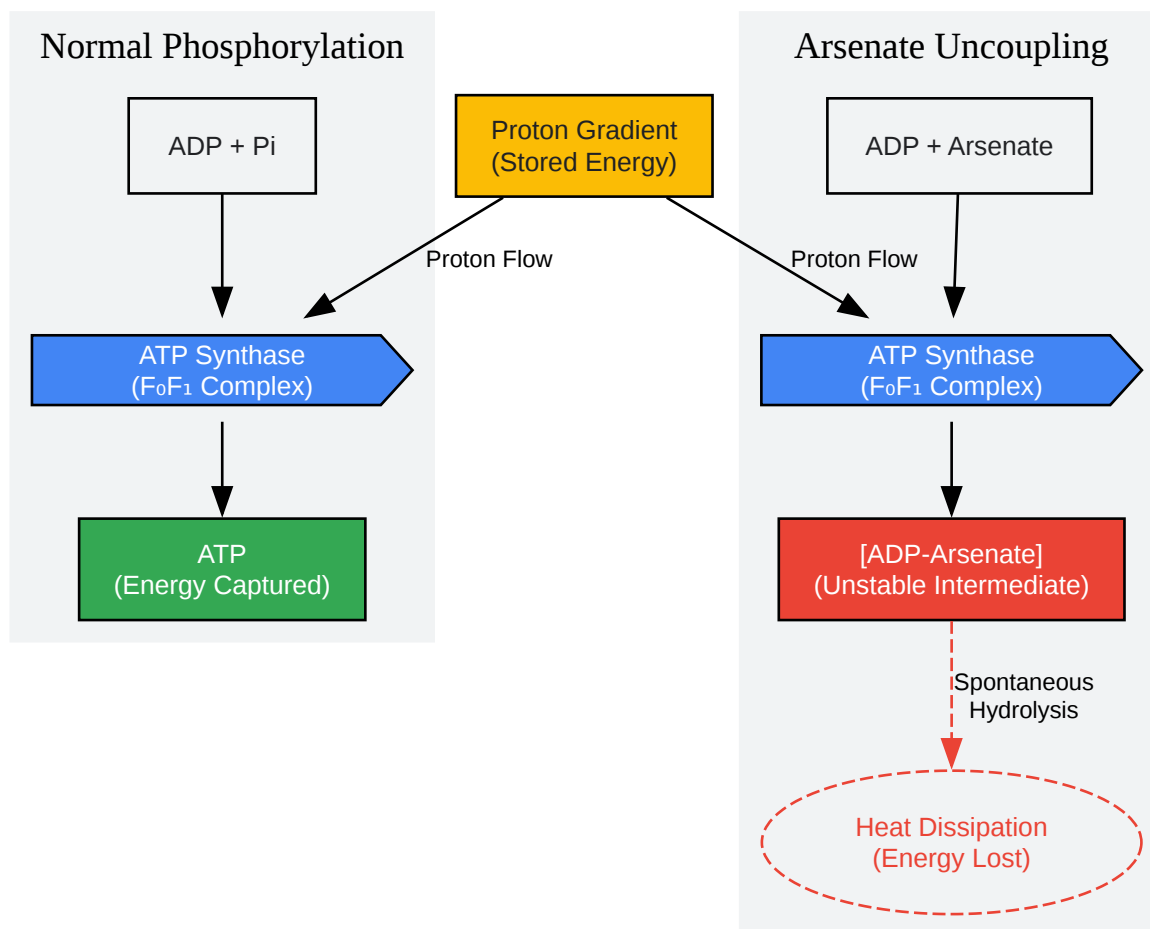 Normal Phosphorylation
ADP + Pi
Proton Gradient
(Stored Energy)
Proton Flow
ATP Synthase
(F₀F₁ Complex)
ATP
(Energy Captured)
Arsenate Uncoupling
ADP + Arsenate
Proton Flow
ATP Synthase
(F₀F₁ Complex)
[ADP-Arsenate]
(Unstable Intermediate)
Spontaneous
Hydrolysis
Heat Dissipation
(Energy Lost)